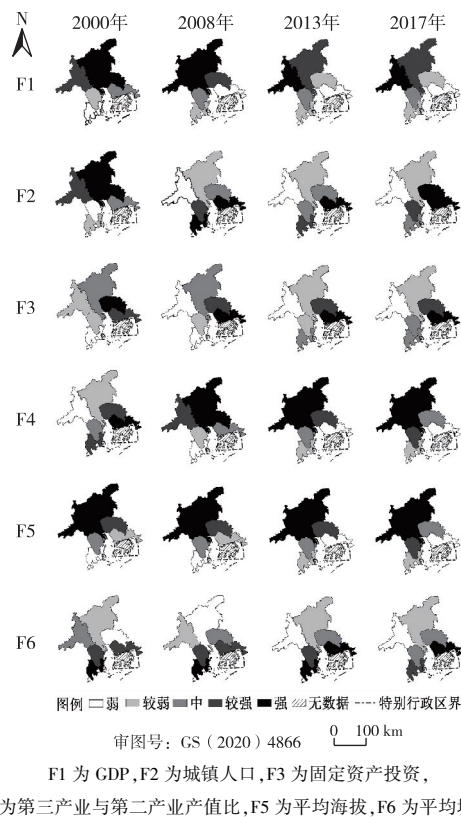 N
2000年 2008年 2013年 2017年
F1
F2
F3
F4
F5
F6
图例 弱 较弱 中 较强 强 无数据 特别行政区界
审图号：GS（2020）4866 0 100 km
F1 为 GDP，F2 为城镇人口，F3 为固定资产投资，
为第三产业与第二产业产值比，F5 为平均海拔，F6 为平均